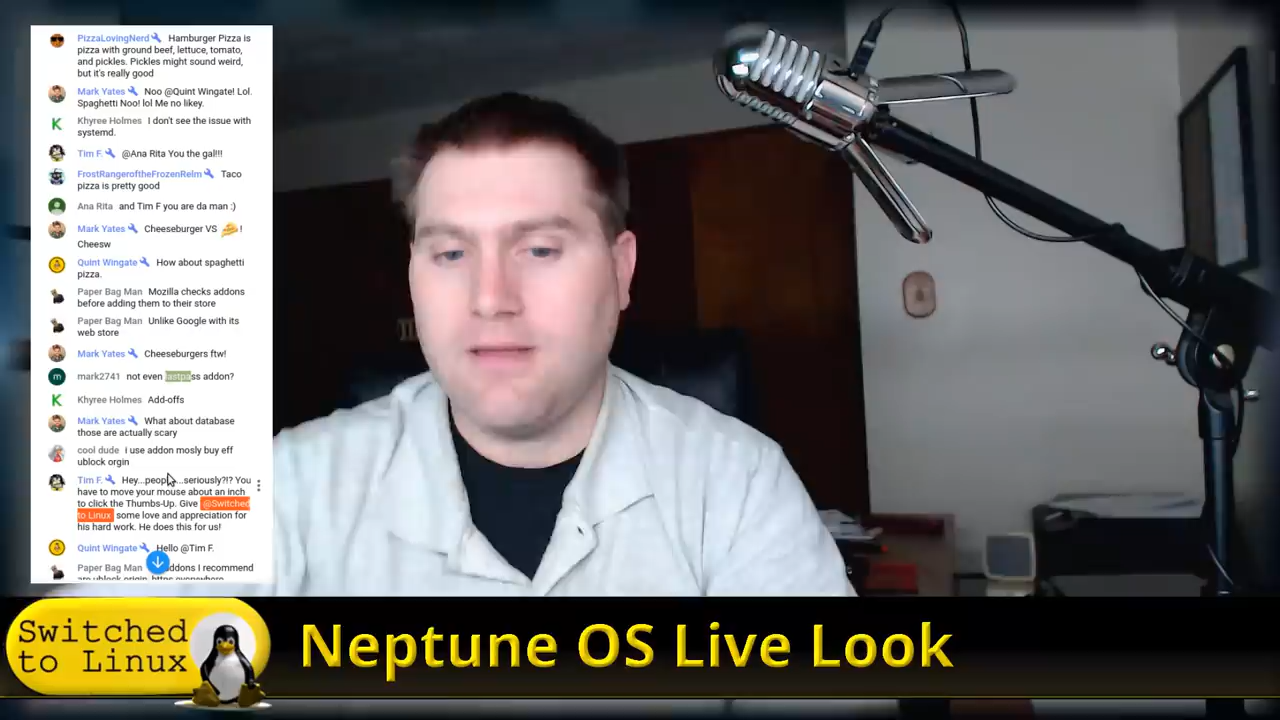 PizzaLovingNerd Hamburger Pizza is
pizza with ground beef, lettuce, tomato,
and pickles. Pickles might sound weird,
but it's really good
Mark Yates Noo @Quint Wingate! Lol.
Spaghetti Noo! lol Me no likey.
K
Khyree Holmes I don't see the issue with
systemd.
Tim F. @Ana Rita You the gal!!!
FrostRangeroftheFrozenRelm Taco
pizza is pretty good
Ana Rita and Tim F you are da man :)
Mark Yates Cheeseburger VS !
Cheesw
Quint Wingate How about spaghetti
pizza.
Paper Bag Man Mozilla checks addons
before adding them to their store
Paper Bag Man Unlike Google with its
web store
Mark Yates Cheeseburgers ftw!
m
mark2741 not even lastpass addon?
K
Khyree Holmes Add-offs
Mark Yates What about database
those are actually scary
cool dude i use addon mosly buy eff
ublock orgin
Tim F. Hey...people...seriously?!? You
have to move your mouse about an inch
to click the Thumbs-Up. Give @Switched
to Linux some love and appreciation for
his hard work. He does this for us!
Quint Wingate Hello @Tim F.
Paper Bag Man addons I recommend
are ublock origin, https everywhere
Switched
to Linux
Neptune OS Live Look